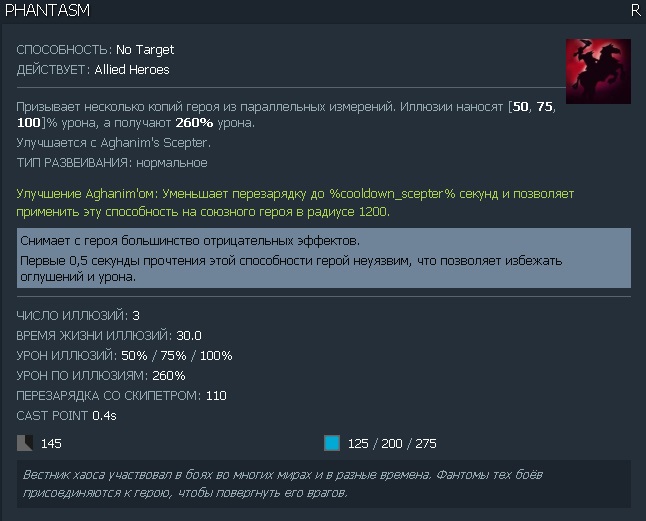 PHANTASM R
СПОСОБНОСТЬ: No Target
ДЕЙСТВУЕТ: Allied Heroes
Призывает несколько копий героя из параллельных измерений. Иллюзии наносят [50, 75,
100]% урона, а получают 260% урона.
Улучшается с Aghanim's Scepter.
ТИП РАЗВЕИВАНИЯ: нормальное
Улучшение Aghanim'ом: Уменьшает перезарядку до %cooldown_scepter% секунд и позволяет
применить эту способность на союзного героя в радиусе 1200.
Снимает с героя большинство отрицательных эффектов.
Первые 0,5 секунды прочтения этой способности герой неуязвим, что позволяет избежать
оглушений и урона.
ЧИСЛО ИЛЛЮЗИЙ: 3
ВРЕМЯ ЖИЗНИ ИЛЛЮЗИЙ: 30.0
УРОН ИЛЛЮЗИЙ: 50% / 75% / 100%
УРОН ПО ИЛЛЮЗИЯМ: 260%
ПЕРЕЗАРЯДКА СО СКИПЕТРОМ: 110
CAST POINT 0.4s
145 125 / 200 / 275
Вестник хаоса участвовал в боях во многих мирах и в разные времена. Фантомы тех боёв
присоединяются к герою, чтобы повергнуть его врагов.